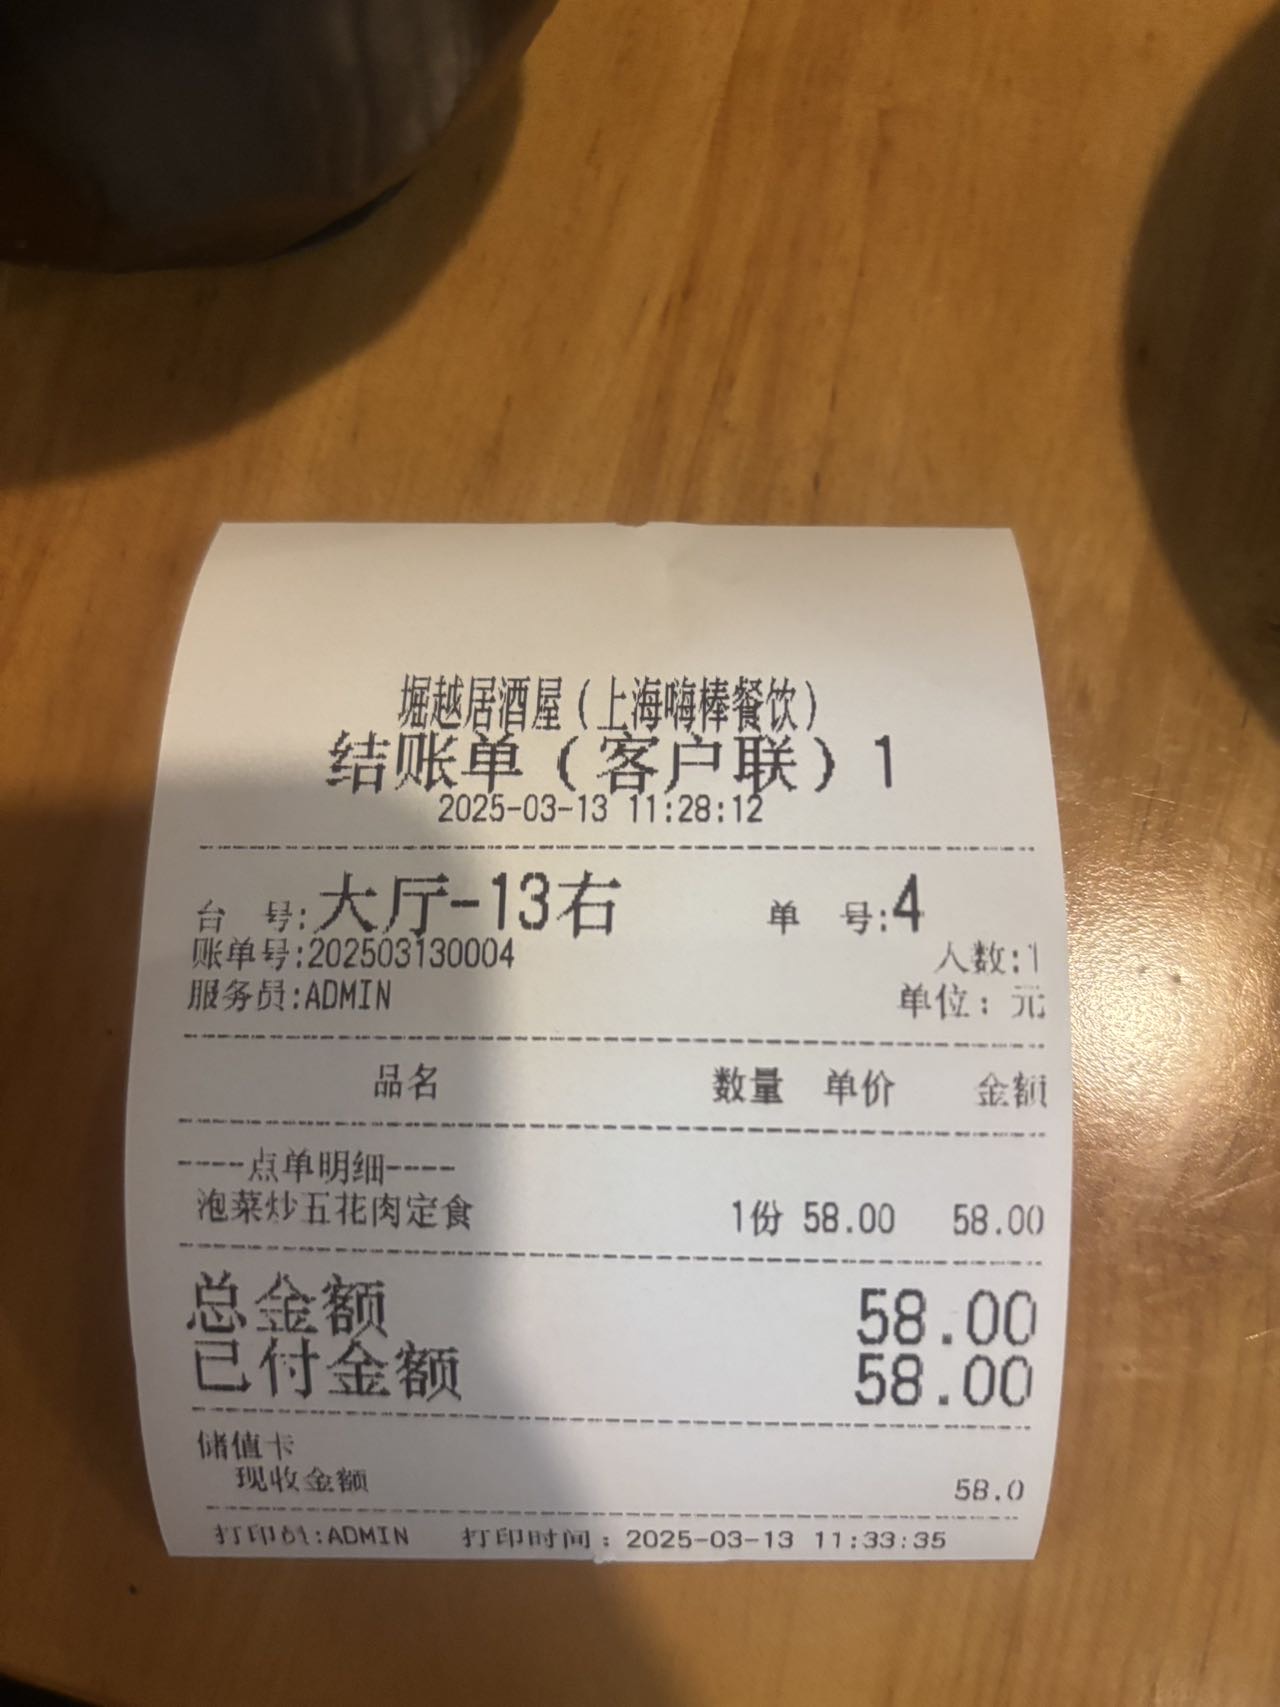 堀越居酒屋（上海嗨棒餐饮）
结账单（客户联）1
2025-03-13 11:28:12
台 号:大厅-13右 单 号:4
账单号:202503130004 人数:1
服务员:ADMIN 单位：元
品名 数量 单价 金额
----点单明细----
泡菜炒五花肉定食 1份 58.00 58.00
总金额 58.00
已付金额 58.00
储值卡
现收金额 58.0
打印员:ADMIN 打印时间：2025-03-13 11:33:35